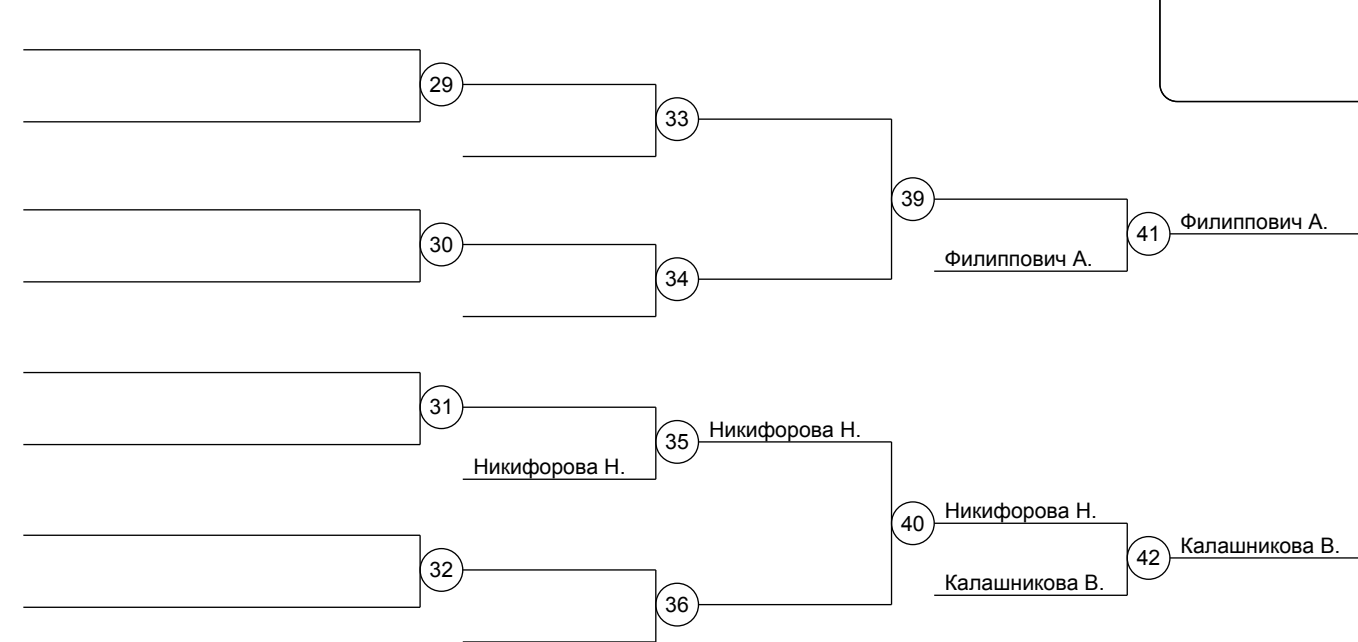 29
33
39
41
Филиппович А.
30
Филиппович А.
34
31
35
Никифорова Н.
Никифорова Н.
40
Никифорова Н.
42
Калашникова В.
32
Калашникова В.
36